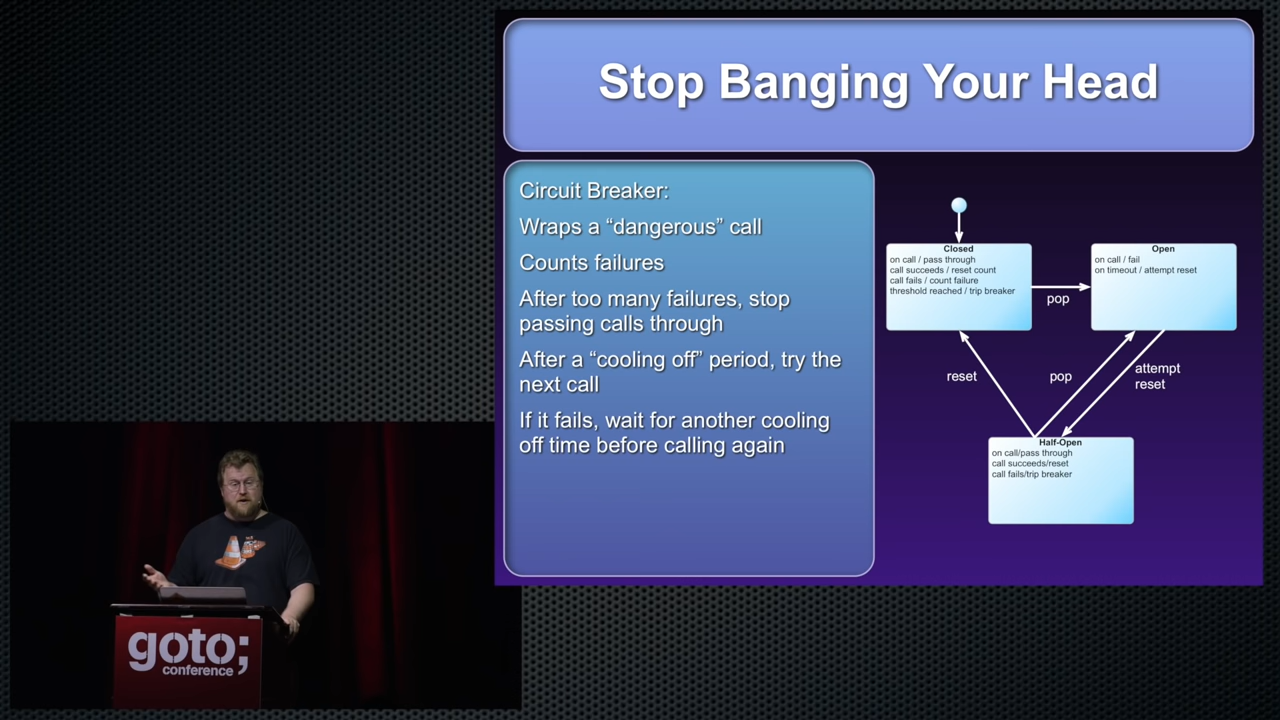 Stop Banging Your Head
Circuit Breaker:
Wraps a “dangerous” call
Counts failures
After too many failures, stop
passing calls through
After a “cooling off” period, try the
next call
If it fails, wait for another cooling
off time before calling again
Closed
on call / pass through
call succeeds / reset count
call fails / count failure
threshold reached / trip breaker
pop
Open
on call / fail
on timeout / attempt reset
reset
pop
attempt
reset
Half-Open
on call/pass through
call succeeds/reset
call fails/trip breaker
goto;
conference